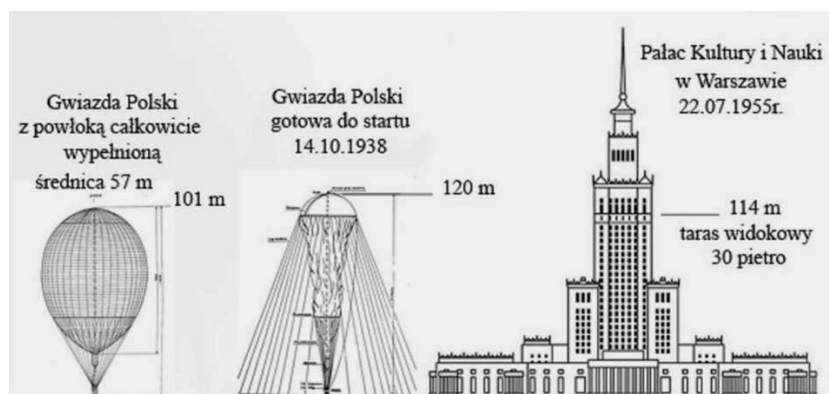 Gwiazda Polski
z powłoką całkowicie
wypełnioną
średnica 57 m
101 m
Gwiazda Polski
gotowa do startu
14.10.1938
120 m
Pałac Kultury i Nauki
w Warszawie
22.07.1955r.
114 m
taras widokowy
30 pietro